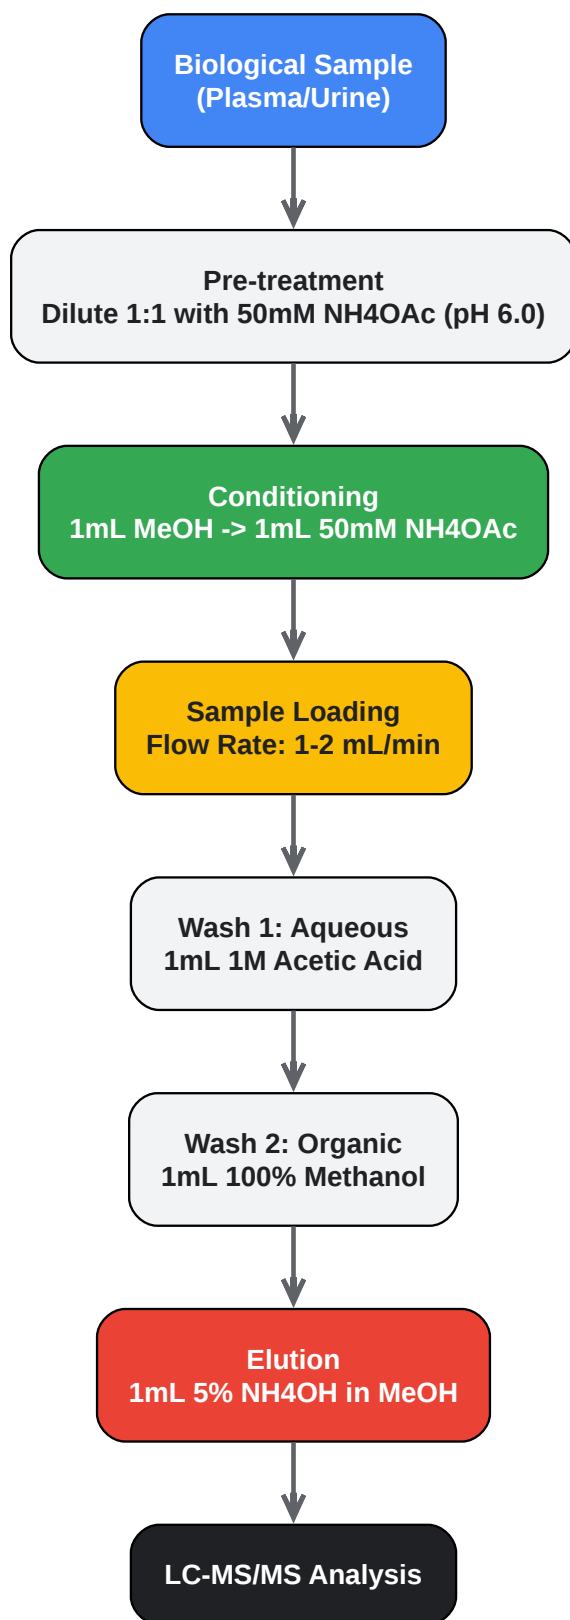 Biological Sample
(Plasma/Urine)
Pre-treatment
Dilute 1:1 with 50mM NH4OAc (pH 6.0)
Conditioning
1mL MeOH -> 1mL 50mM NH4OAc
Sample Loading
Flow Rate: 1-2 mL/min
Wash 1: Aqueous
1mL 1M Acetic Acid
Wash 2: Organic
1mL 100% Methanol
Elution
1mL 5% NH4OH in MeOH
LC-MS/MS Analysis